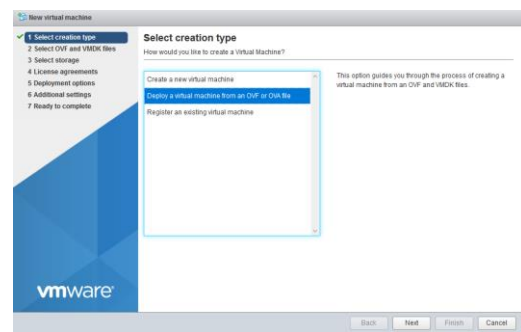 New virtual machine
1 Select creation type
2 Select OVF and VMDK files
3 Select storage
4 License agreements
5 Deployment options
6 Additional settings
7 Ready to complete
Select creation type
How would you like to create a Virtual Machine?
Create a new virtual machine
Deploy a virtual machine from an OVF or OVA file
Register an existing virtual machine
This option guides you through the process of creating a
virtual machine from an OVF and VMDK files.
vmware
Back Next Finish Cancel